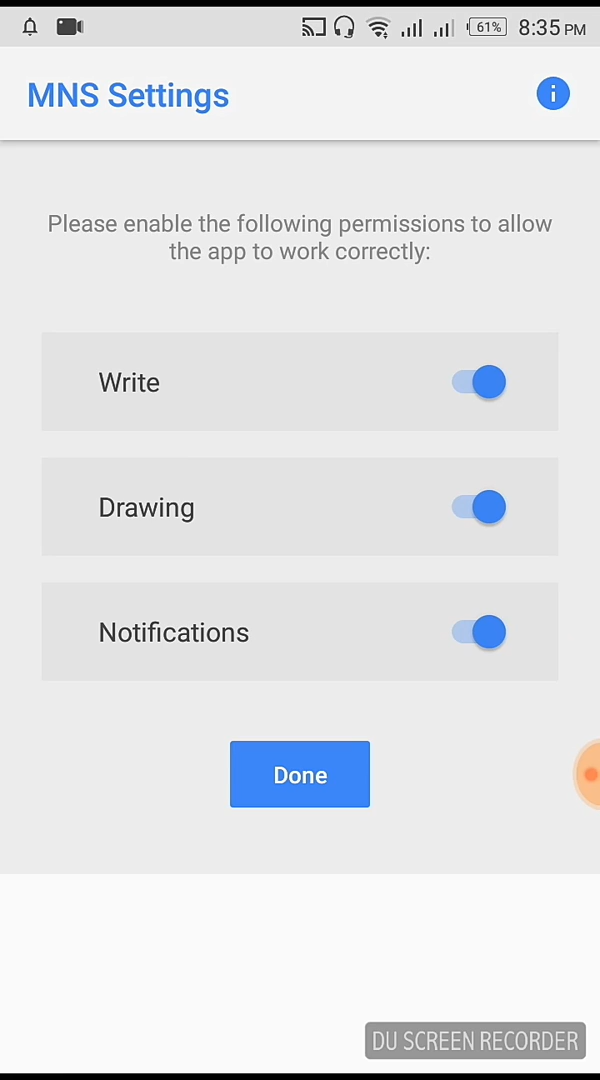 61% 8:35 PM
MNS Settings
Please enable the following permissions to allow
the app to work correctly:
Write
Drawing
Notifications
Done
DU SCREEN RECORDER